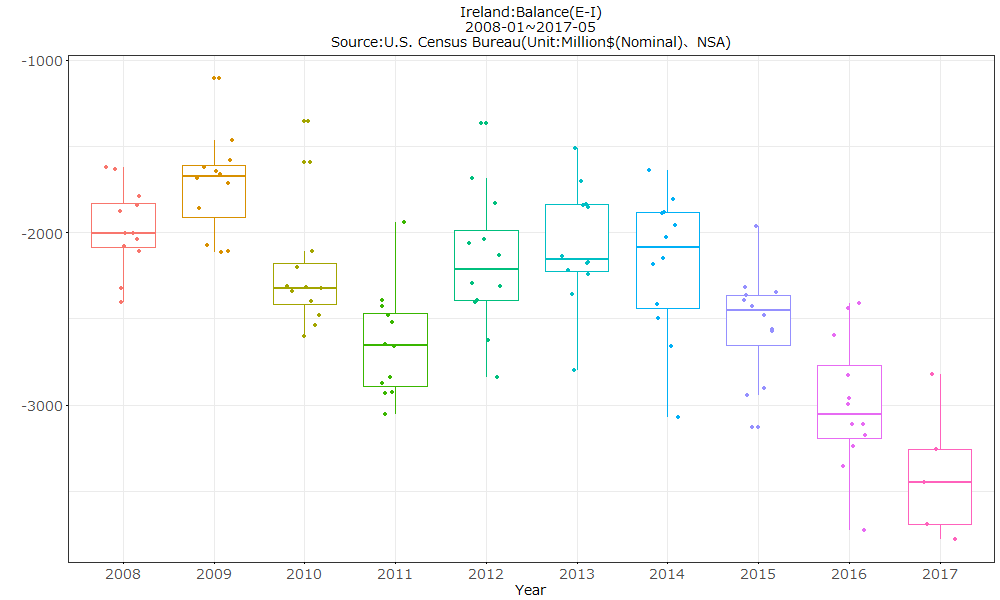 Ireland:Balance(E-I)
2008-01~2017-05
Source:U.S. Census Bureau(Unit:Million$(Nominal)、NSA)
-1000
-2000
-3000
2008 2009 2010 2011 2012 2013 2014 2015 2016 2017
Year